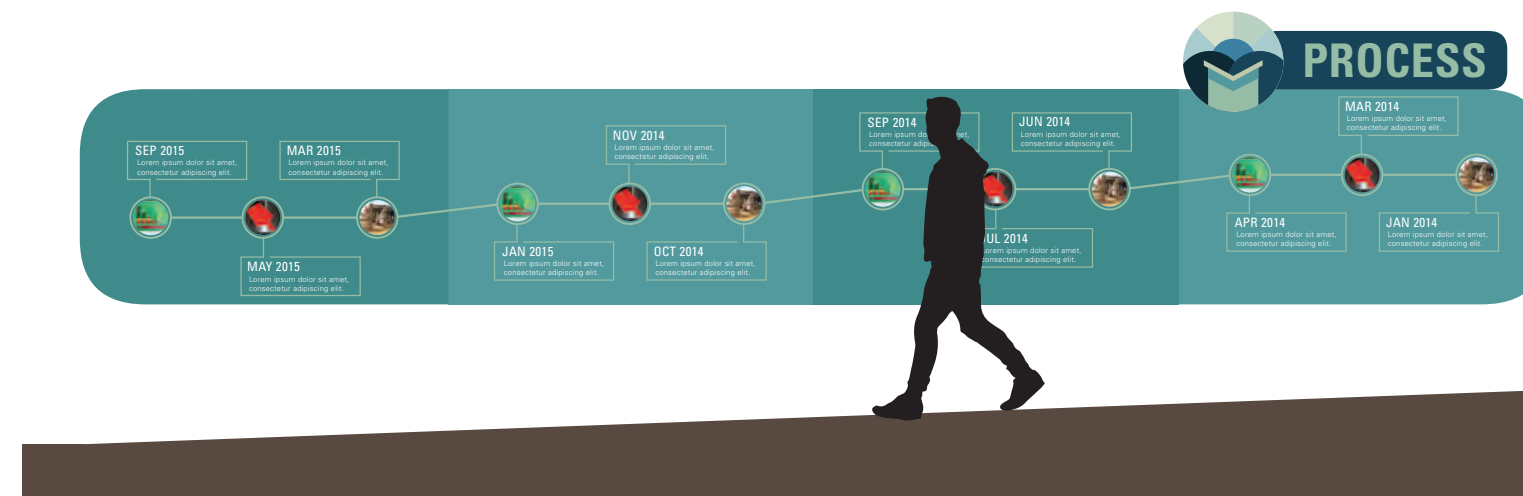 PROCESS
SEP 2015
Lorem ipsum dolor sit amet,
consectetur adipiscing elit.
MAY 2015
Lorem ipsum dolor sit amet,
consectetur adipiscing elit.
MAR 2015
Lorem ipsum dolor sit amet,
consectetur adipiscing elit.
JAN 2015
Lorem ipsum dolor sit amet,
consectetur adipiscing elit.
NOV 2014
Lorem ipsum dolor sit amet,
consectetur adipiscing elit.
OCT 2014
Lorem ipsum dolor sit amet,
consectetur adipiscing elit.
SEP 2014
Lorem ipsum dolor
consectetur
2014
ipsum dolor sit amet,
consectetur adipiscing elit.
JUN 2014
Lorem ipsum dolor sit amet,
consectetur adipiscing elit.
APR 2014
Lorem ipsum dolor sit amet,
consectetur adipiscing elit.
MAR 2014
Lorem ipsum dolor sit amet,
consectetur adipiscing elit.
JAN 2014
Lorem ipsum dolor sit amet,
consectetur adipiscing elit.